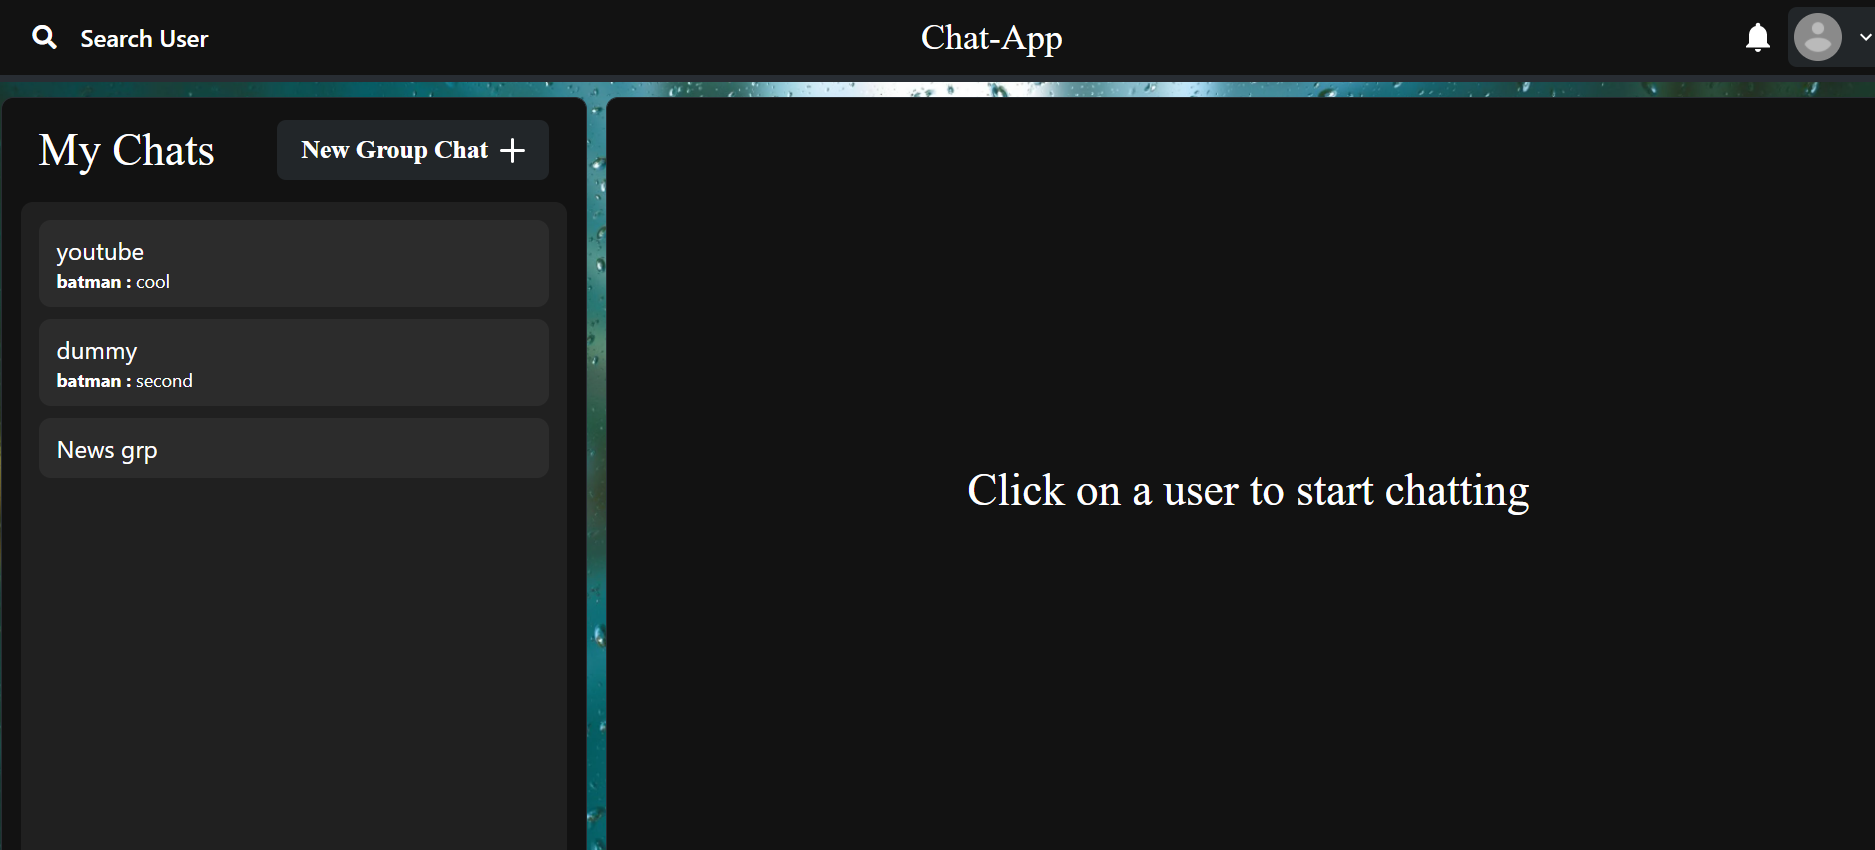 Search User
Chat-App
My Chats
New Group Chat
youtube
batman : cool
dummy
batman : second
News grp
Click on a user to start chatting